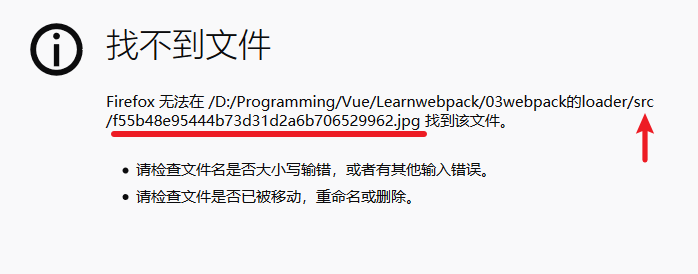 找不到文件
Firefox 无法在 /D:/Programming/Vue/Learnwebpack/03webpack的loader/src
/f55b48e95444b73d31d2a6b706529962.jpg 找到该文件。
请检查文件名是否大小写输错，或者有其他输入错误。
请检查文件是否已被移动，重命名或删除。